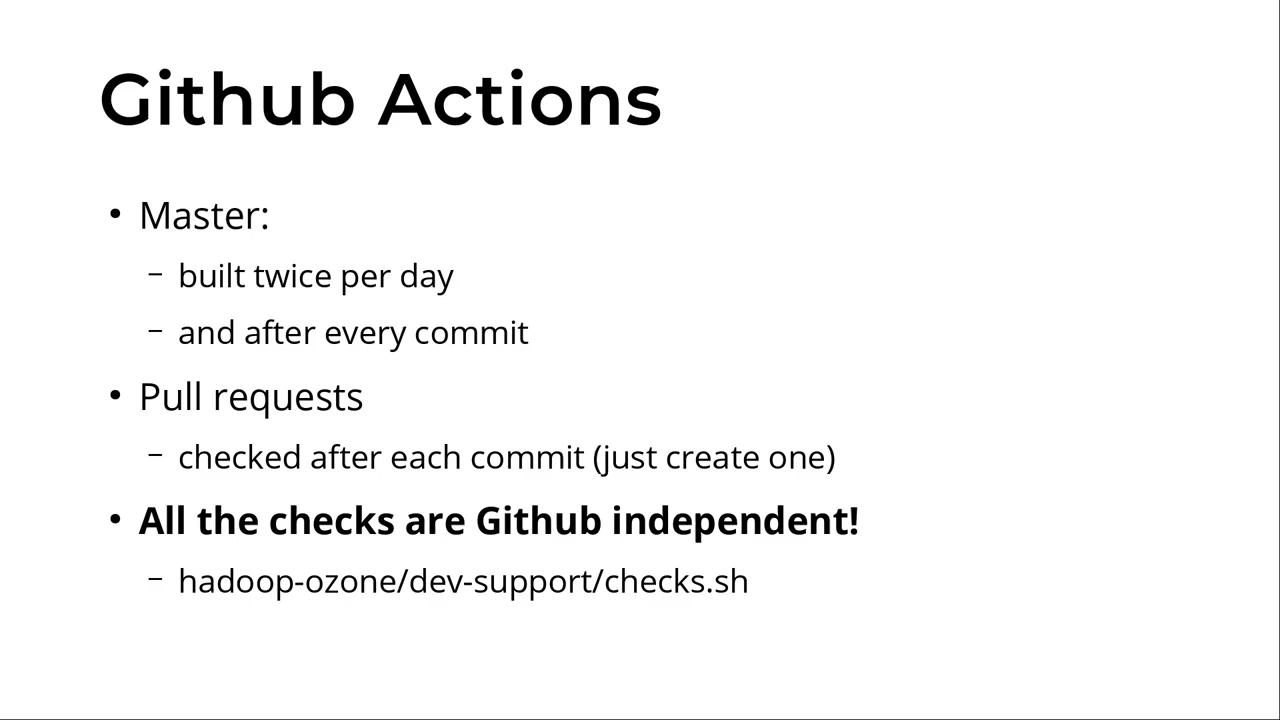 Github Actions
• Master:
– built twice per day
– and after every commit
• Pull requests
– checked after each commit (just create one)
• All the checks are Github independent!
– hadoop-ozone/dev-support/checks.sh